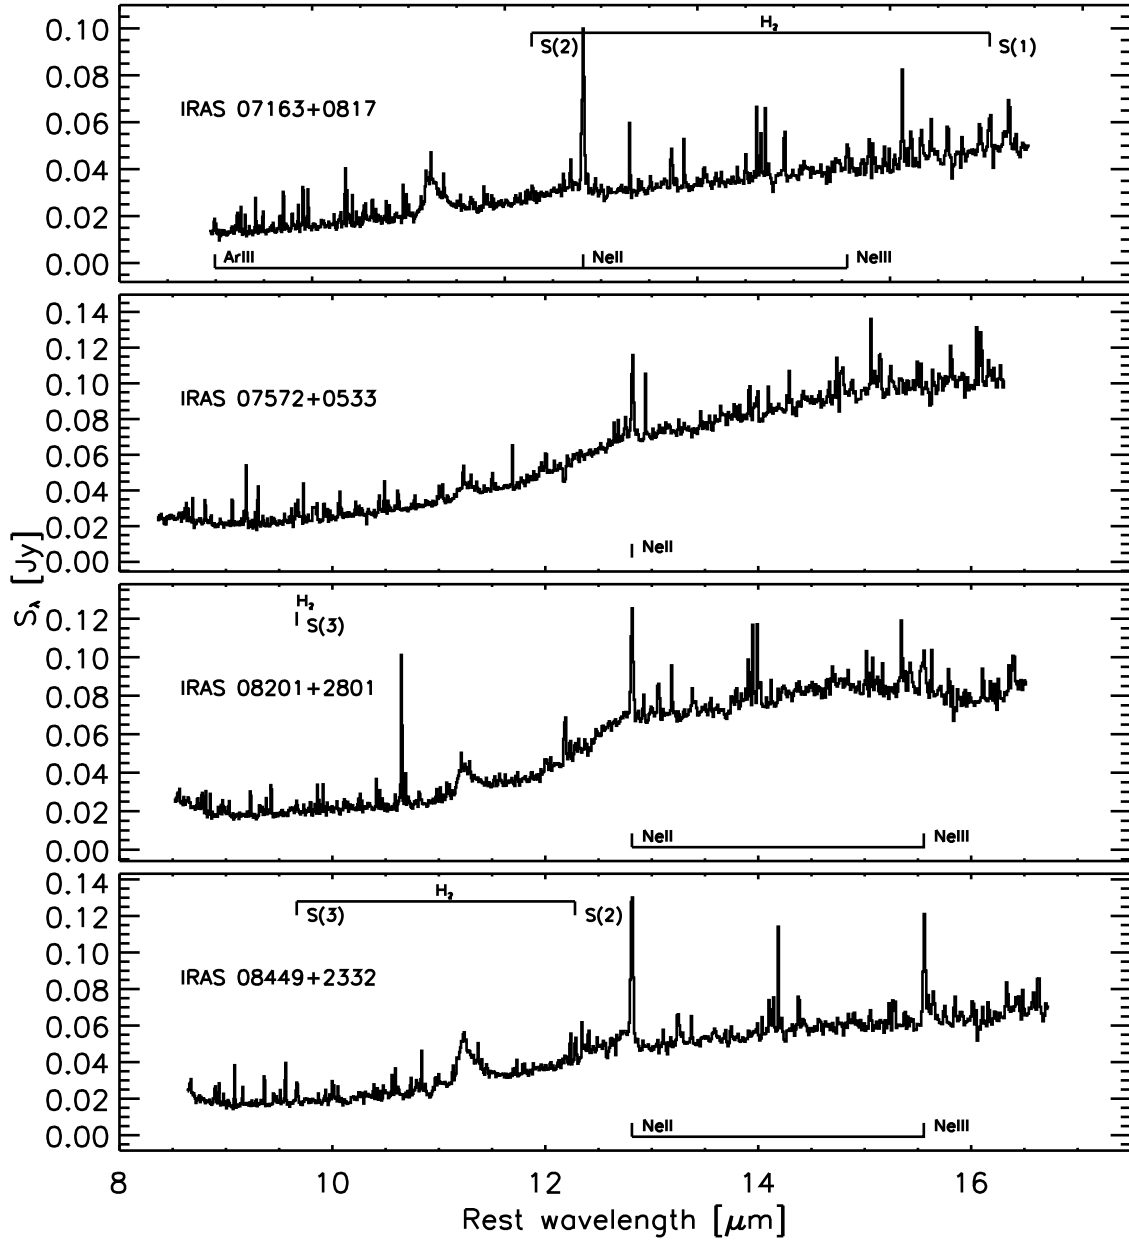 H2
S(2)
S(1)
0.10
0.08
IRAS 07163+0817
0.06
0.04
0.02
0.00
ArIII
NeII
NeIII
0.14
0.12
0.10
IRAS 07572+0533
0.08
0.06
0.04
0.02
0.00
NeII
Sλ [Jy]
H2
S(3)
0.12
0.10
IRAS 08201+2801
0.08
0.06
0.04
0.02
0.00
NeII
NeIII
0.14
H2
S(3)
S(2)
0.12
0.10
IRAS 08449+2332
0.08
0.06
0.04
0.02
0.00
NeII
NeIII
8 10 12 14 16
Rest wavelength [μm]